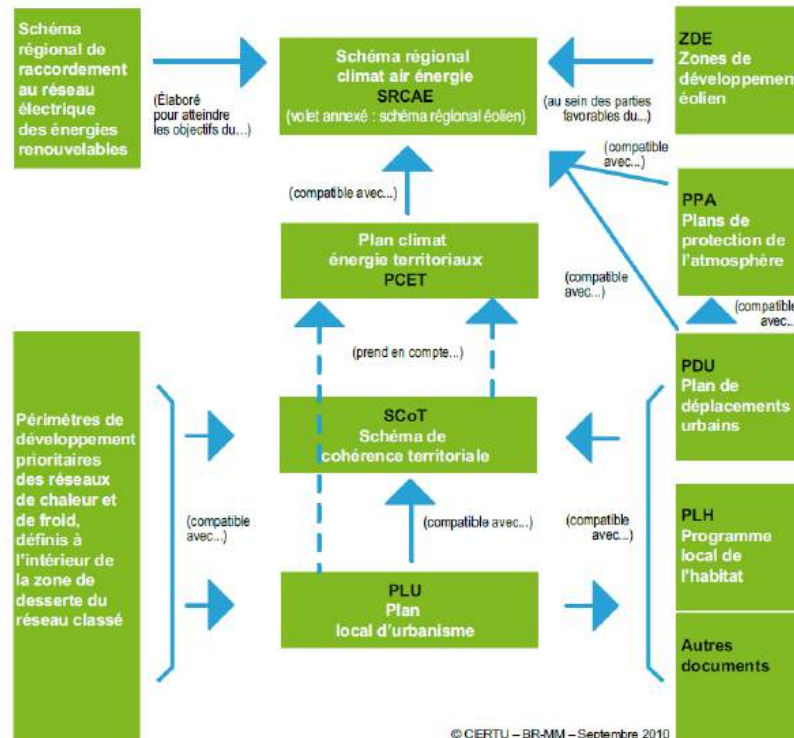 Schéma
régional de
raccordement
au réseau
électrique
des énergies
renouvelables
(Élaboré
pour atteindre
les objectifs du...)
Schéma régional
climat air énergie
SRCAE
(volet annexé : schéma régional éolien)
(au sein des parties
favorables du...)
ZDE
Zones de
développemen
éolien
(compatible
avec...)
(compatible avec...)
PPA
Plans de
protection de
l'atmosphère
Plan climat
énergie territoriaux
PCET
(compatible
avec...)
(compatible
avec...
(prend en compte...)
PDU
Plan de
déplacements
urbains
Périmètres de
développement
prioritaires
des réseaux
de chaleur et
de froid,
définis à
l'intérieur de
la zone de
desserte du
réseau classé
SCoT
Schéma de
cohérence territoriale
(compatible
avec...)
(compatible avec...)
(compatible
avec...)
PLH
Programme
local de
l'habitat
PLU
Plan
local d'urbanisme
Autres
documents
© CERTU – BR-MM – Septembre 2010